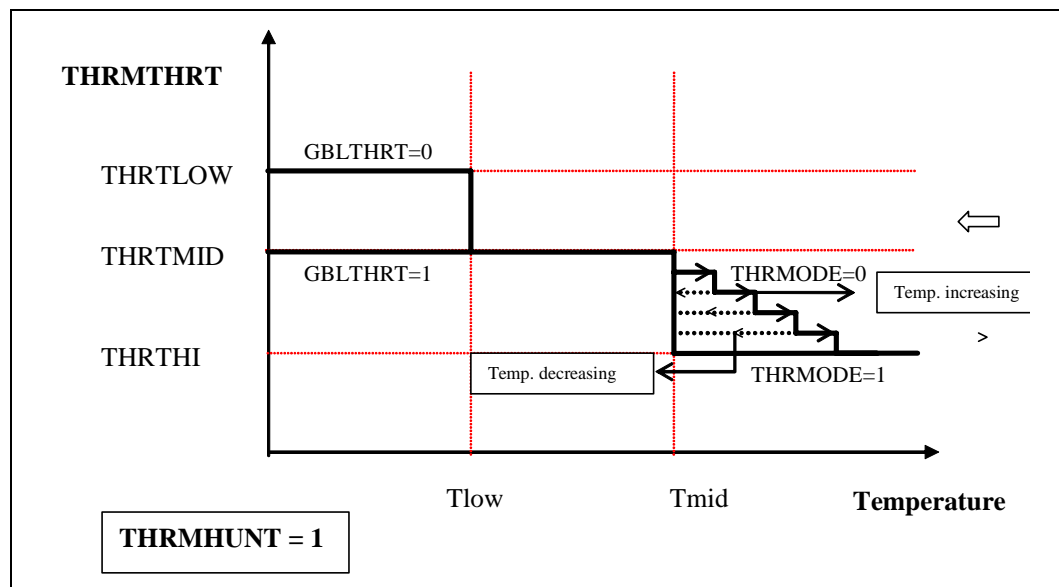 THRMTHRT
GBLTHRT=0
THRTLOW
THRTMID
GBLTHRT=1
THRMODE=0
Temp. increasing
>
THRTHI
Temp. decreasing
THRMODE=1
Tlow
Tmid
Temperature
THRMHUNT = 1